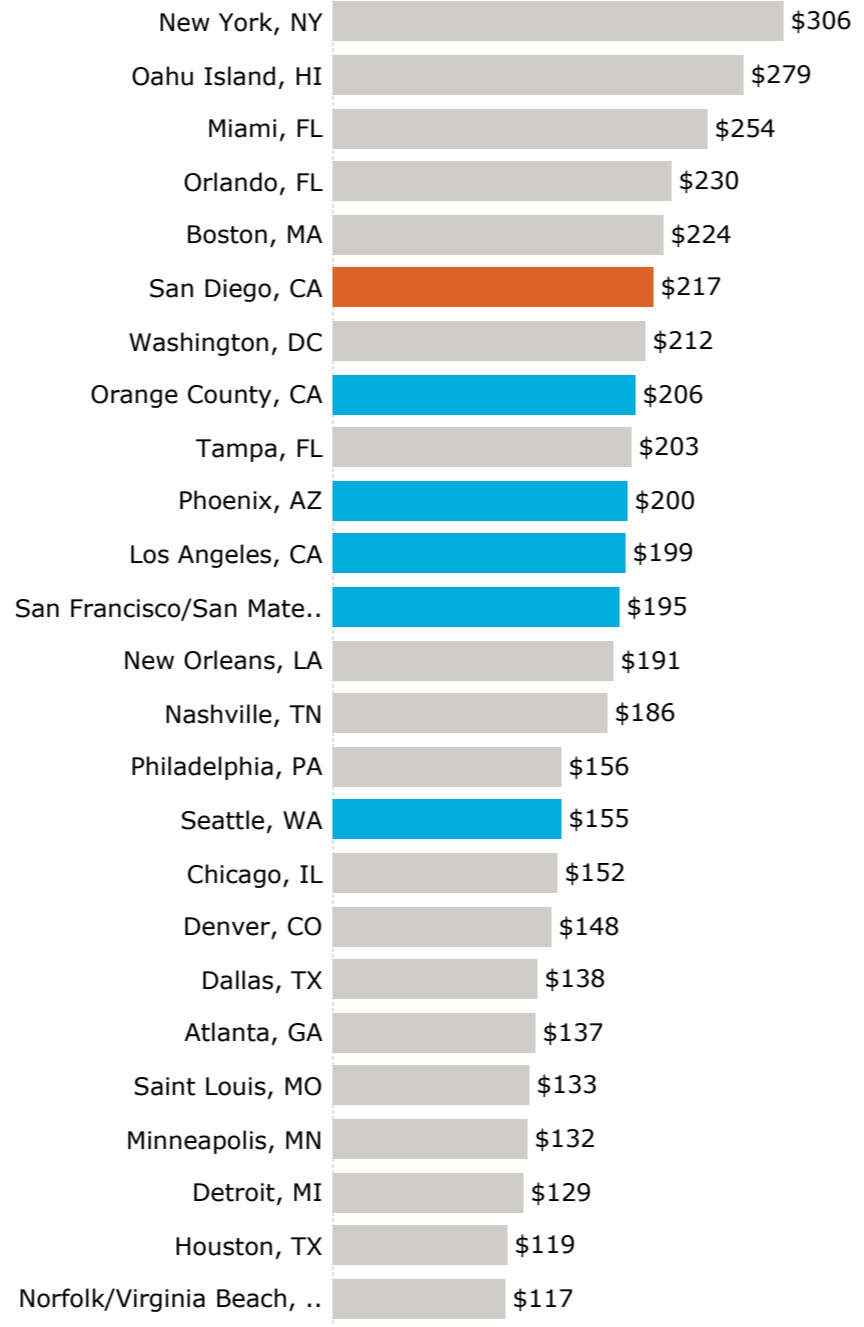 New York, NY $306
Oahu Island, HI $279
Miami, FL $254
Orlando, FL $230
Boston, MA $224
San Diego, CA $217
Washington, DC $212
Orange County, CA $206
Tampa, FL $203
Phoenix, AZ $200
Los Angeles, CA $199
San Francisco/San Mate.. $195
New Orleans, LA $191
Nashville, TN $186
Philadelphia, PA $156
Seattle, WA $155
Chicago, IL $152
Denver, CO $148
Dallas, TX $138
Atlanta, GA $137
Saint Louis, MO $133
Minneapolis, MN $132
Detroit, MI $129
Houston, TX $119
Norfolk/Virginia Beach, .. $117